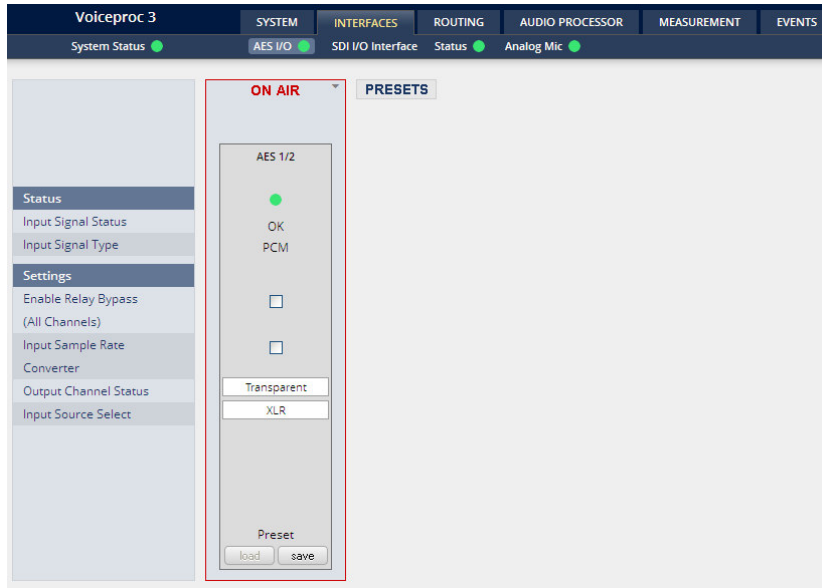 Voiceproc 3
SYSTEM INTERFACES ROUTING AUDIO PROCESSOR MEASUREMENT EVENTS
System Status AES I/O SDI I/O Interface Status Analog Mic
ON AIR PRESETS
AES 1/2
Status
Input Signal Status OK
Input Signal Type PCM
Settings
Enable Relay Bypass
(All Channels)
Input Sample Rate
Converter
Output Channel Status Transparent
Input Source Select XLR
Preset
load save